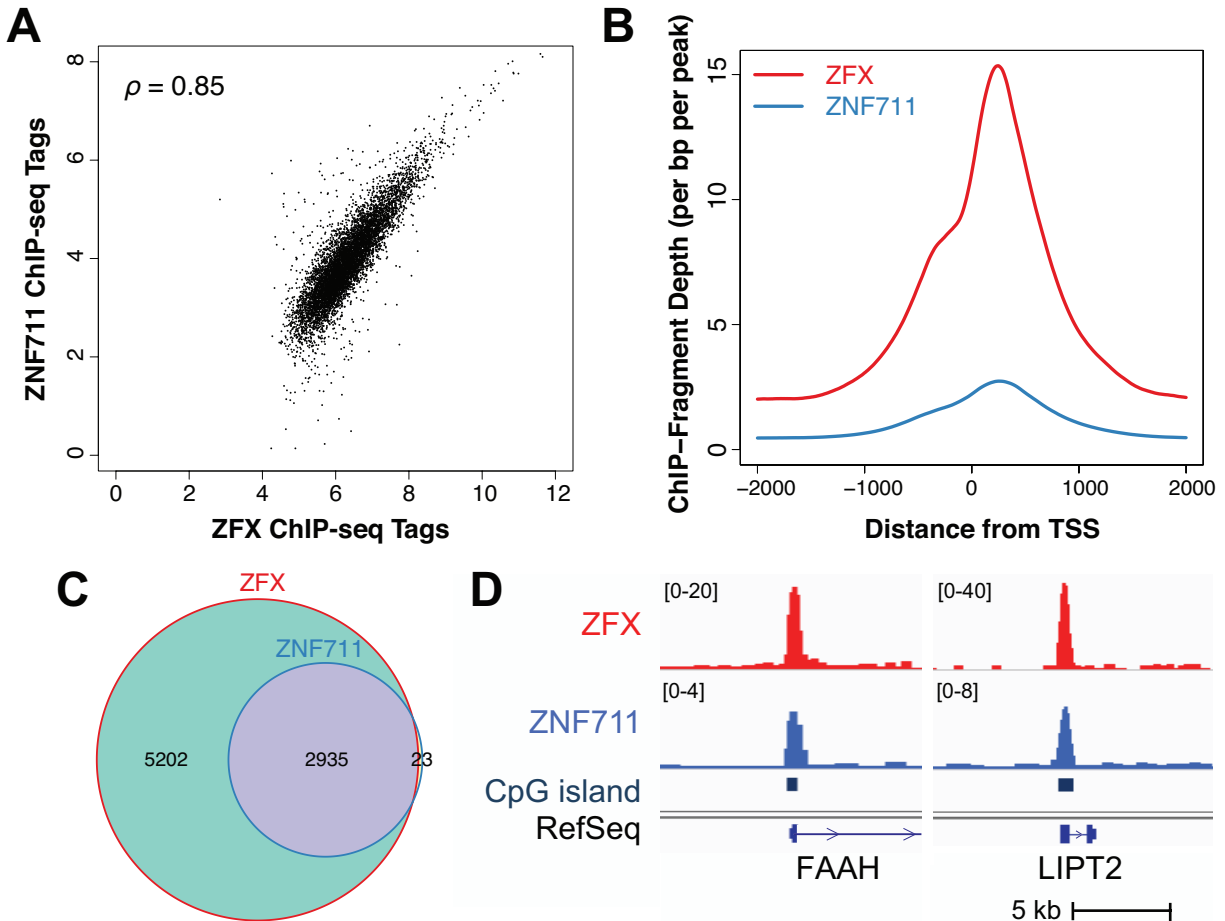 A
ρ = 0.85
ZNF711 ChIP-seq Tags
8
6
4
2
0
0 2 4 6 8 10 12
ZFX ChIP-seq Tags
B
ZFX
ZNF711
ChIP−Fragment Depth (per bp per peak)
15
10
5
0
−2000 −1000 0 1000 2000
Distance from TSS
C
ZFX
ZNF711
5202 2935 23
D
[0-20] [0-40]
ZFX
[0-4] [0-8]
ZNF711
CpG island
RefSeq
FAAH LIPT2
5 kb